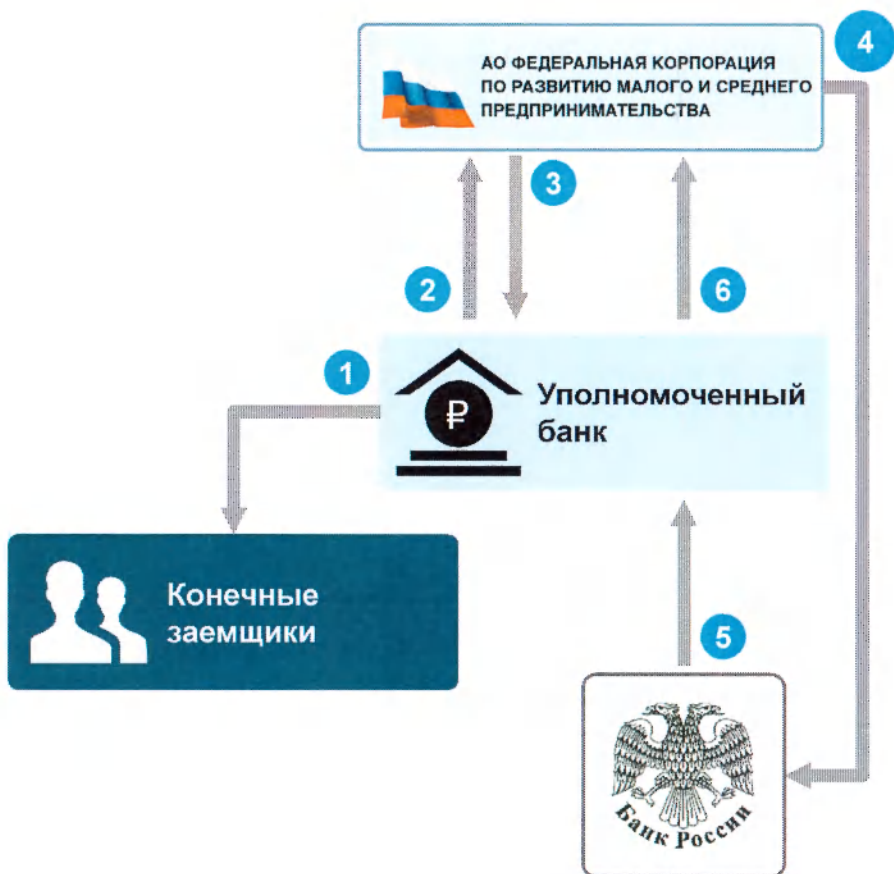 4
АО ФЕДЕРАЛЬНАЯ КОРПОРАЦИЯ
ПО РАЗВИТИЮ МАЛОГО И СРЕДНЕГО
ПРЕДПРИНИМАТЕЛЬСТВА
3
2
6
1
₽
Уполномоченный
банк
Конечные
заемщики
5
Банк России